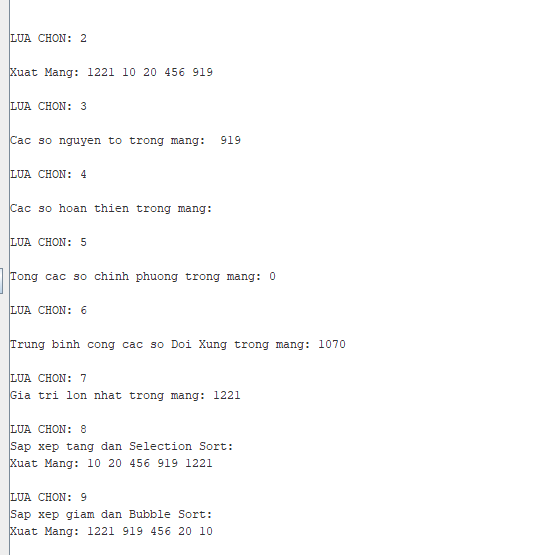 LUA CHON: 2
Xuat Mang: 1221 10 20 456 919
LUA CHON: 3
Cac so nguyen to trong mang:  919
LUA CHON: 4
Cac so hoan thien trong mang:
LUA CHON: 5
Tong cac so chinh phuong trong mang: 0
LUA CHON: 6
Trung binh cong cac so Doi Xung trong mang: 1070
LUA CHON: 7
Gia tri lon nhat trong mang: 1221
LUA CHON: 8
Sap xep tang dan Selection Sort:
Xuat Mang: 10 20 456 919 1221
LUA CHON: 9
Sap xep giam dan Bubble Sort:
Xuat Mang: 1221 919 456 20 10